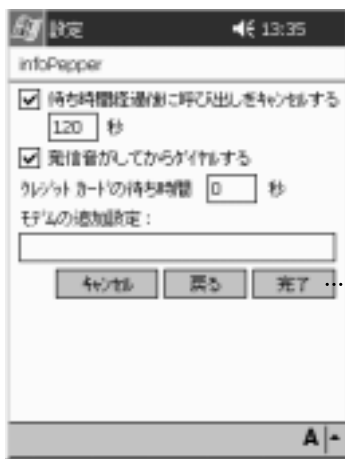 設定 13:35
infoPepper
待ち時間経過後に呼び出しをキャンセルする
120 秒
発信音がしてからダイヤルする
クレジット カードの待ち時間 0 秒
モデムの追加設定：
キャンセル 戻る 完了 …
A